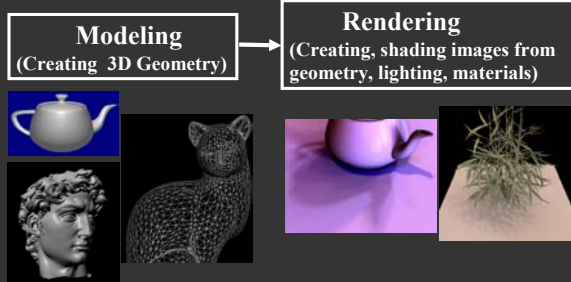 Modeling
(Creating 3D Geometry)
Rendering
(Creating, shading images from
geometry, lighting, materials)